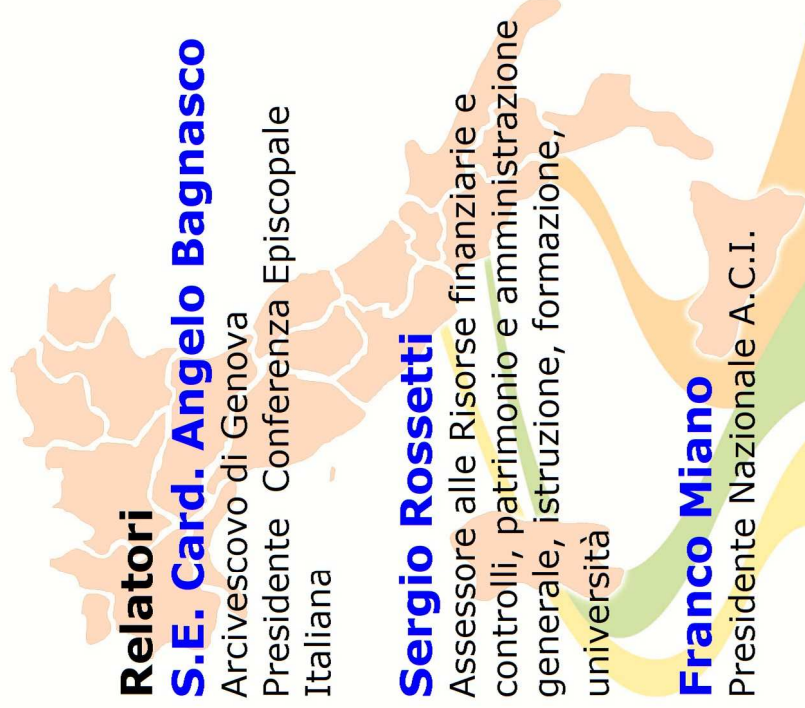 Relatori
S.E. Card. Angelo Bagnasco
Arcivescovo di Genova
Presidente Conferenza Episcopale
Italiana
Sergio Rossetti
Assessore alle Risorse finanziarie e
controlli, patrimonio e amministrazione
generale, istruzione, formazione,
università
Franco Miano
Presidente Nazionale A.C.I.